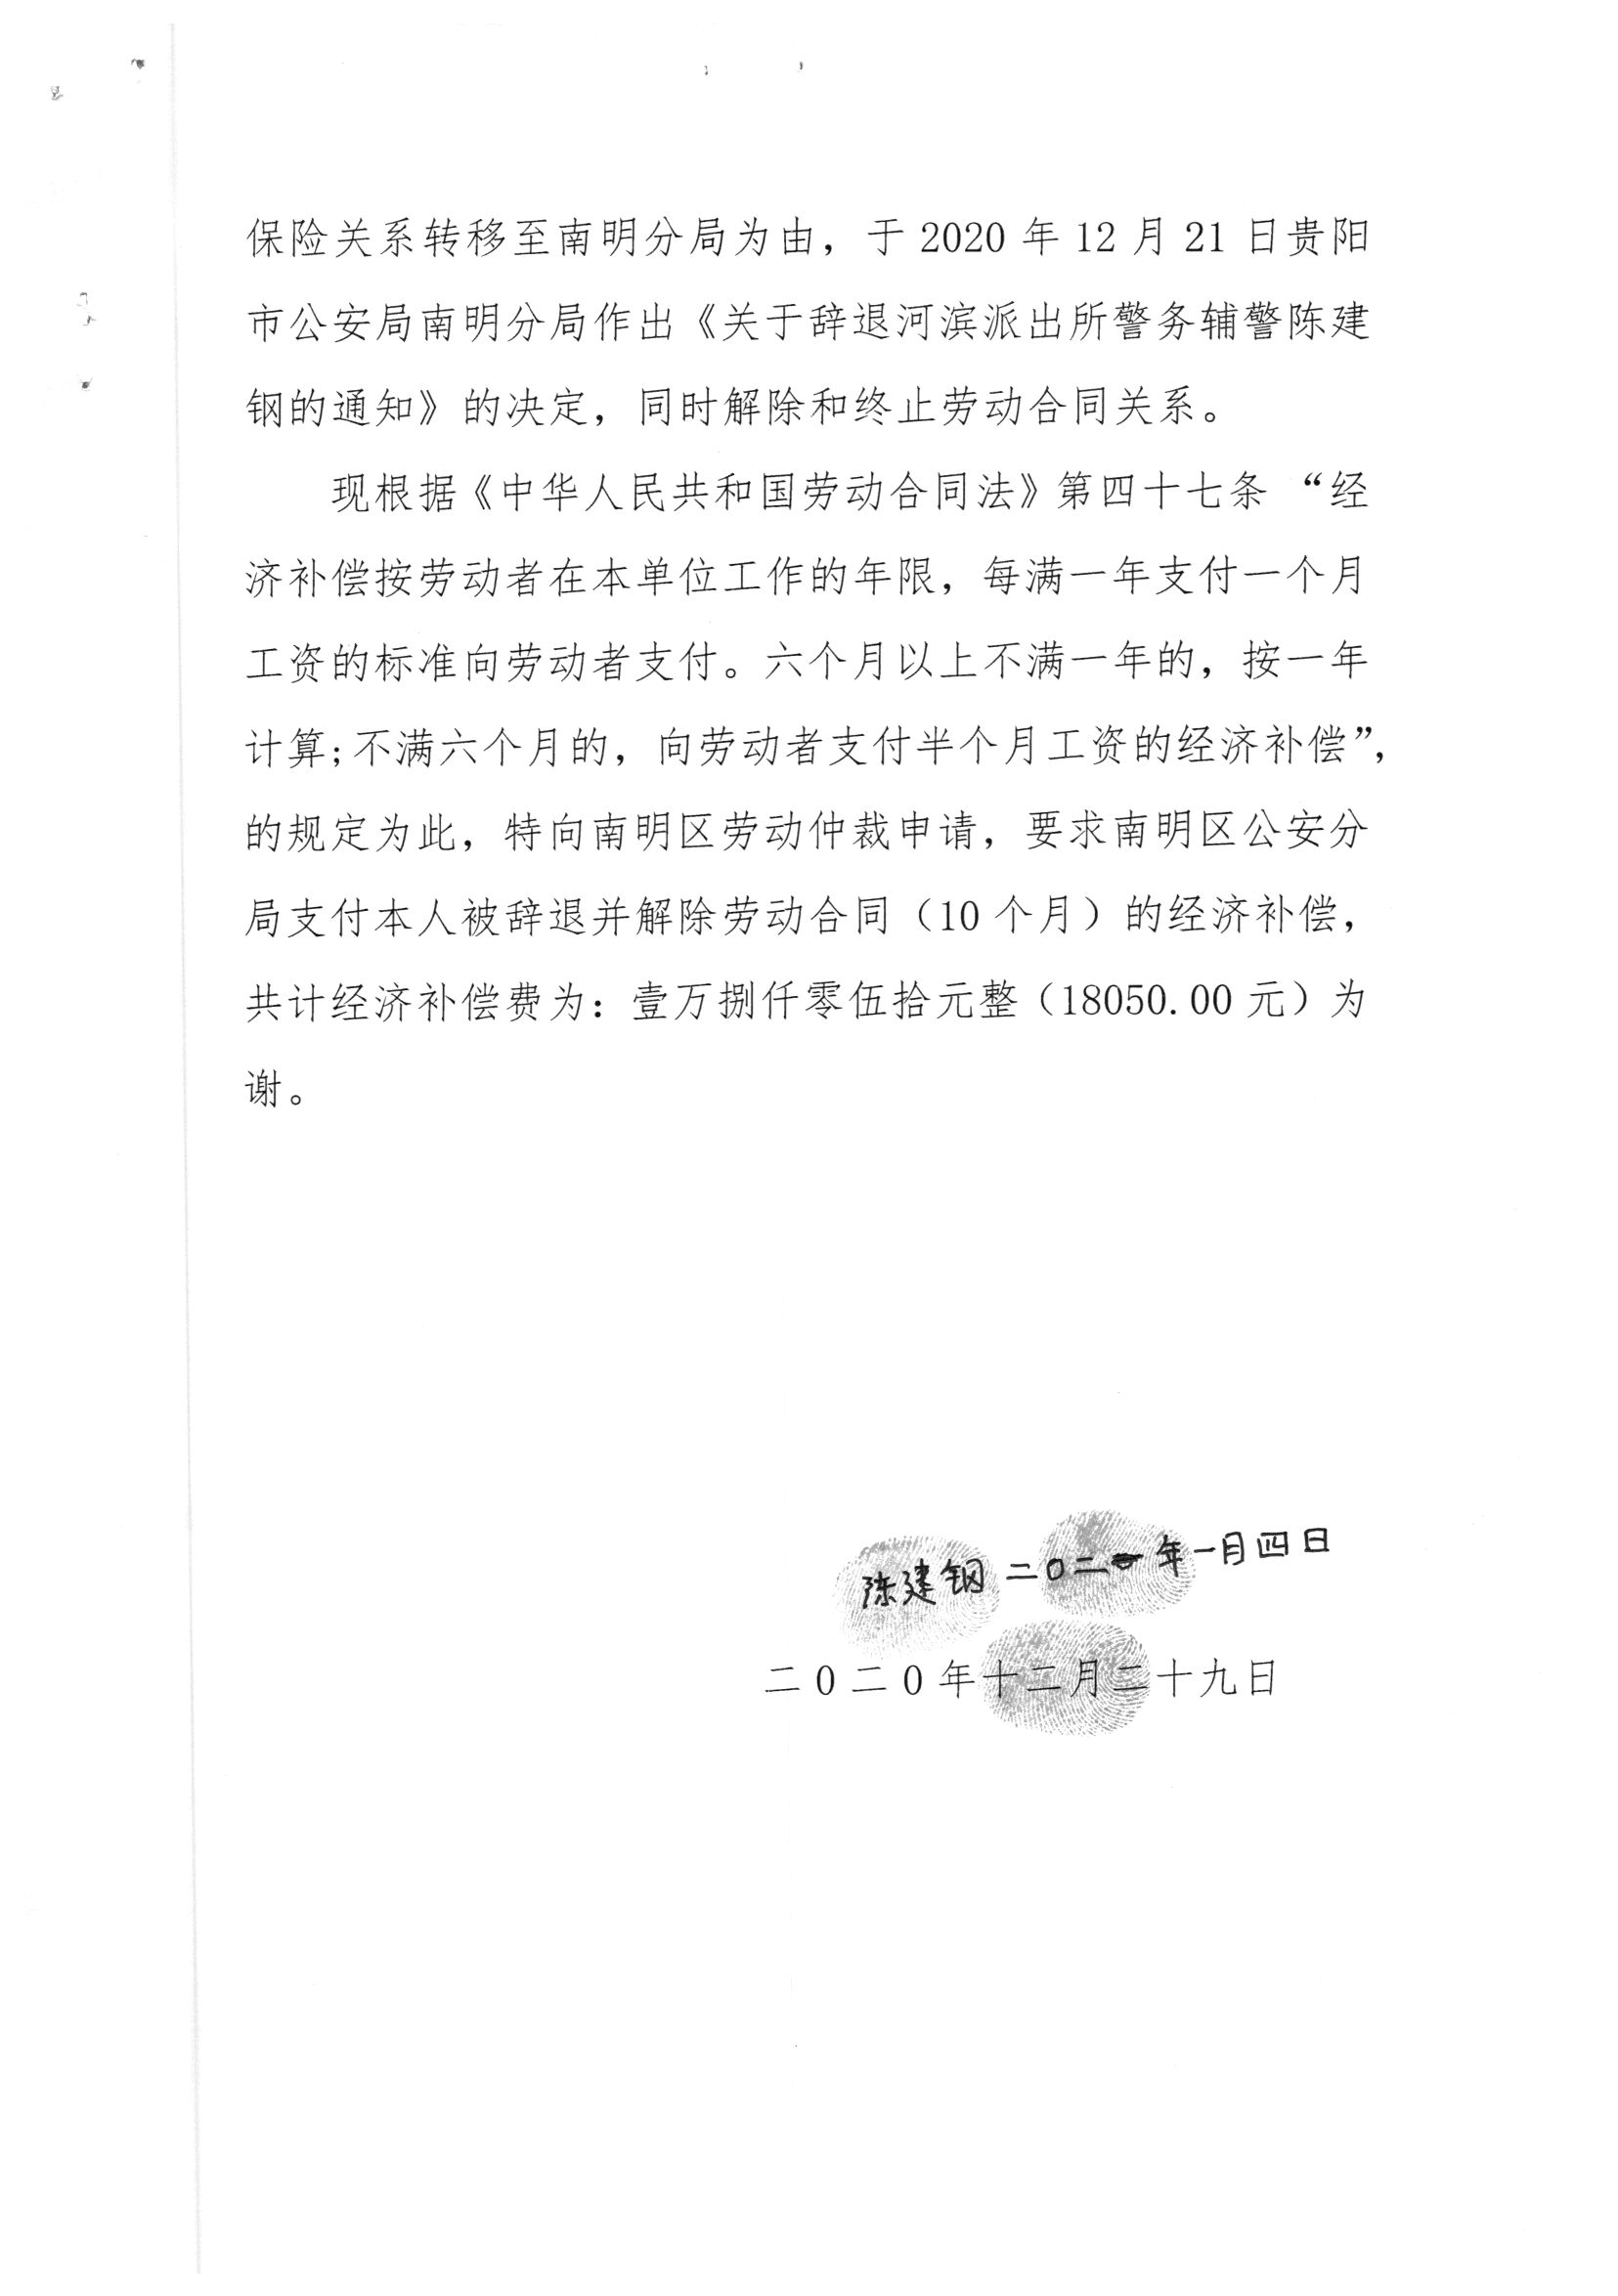 保险关系转移至南明分局为由，于 2020 年 12 月 21 日贵阳
市公安局南明分局作出《关于辞退河滨派出所警务辅警陈建
钢的通知》的决定，同时解除和终止劳动合同关系。
现根据《中华人民共和国劳动合同法》第四十七条 “经
济补偿按劳动者在本单位工作的年限，每满一年支付一个月
工资的标准向劳动者支付。六个月以上不满一年的，按一年
计算;不满六个月的，向劳动者支付半个月工资的经济补偿”，
的规定为此，特向南明区劳动仲裁申请，要求南明区公安分
局支付本人被辞退并解除劳动合同（10 个月）的经济补偿，
共计经济补偿费为：壹万捌仟零伍拾元整（18050.00 元）为
谢。
陈建钢 二0二一年一月四日
二0二0年十二月二十九日